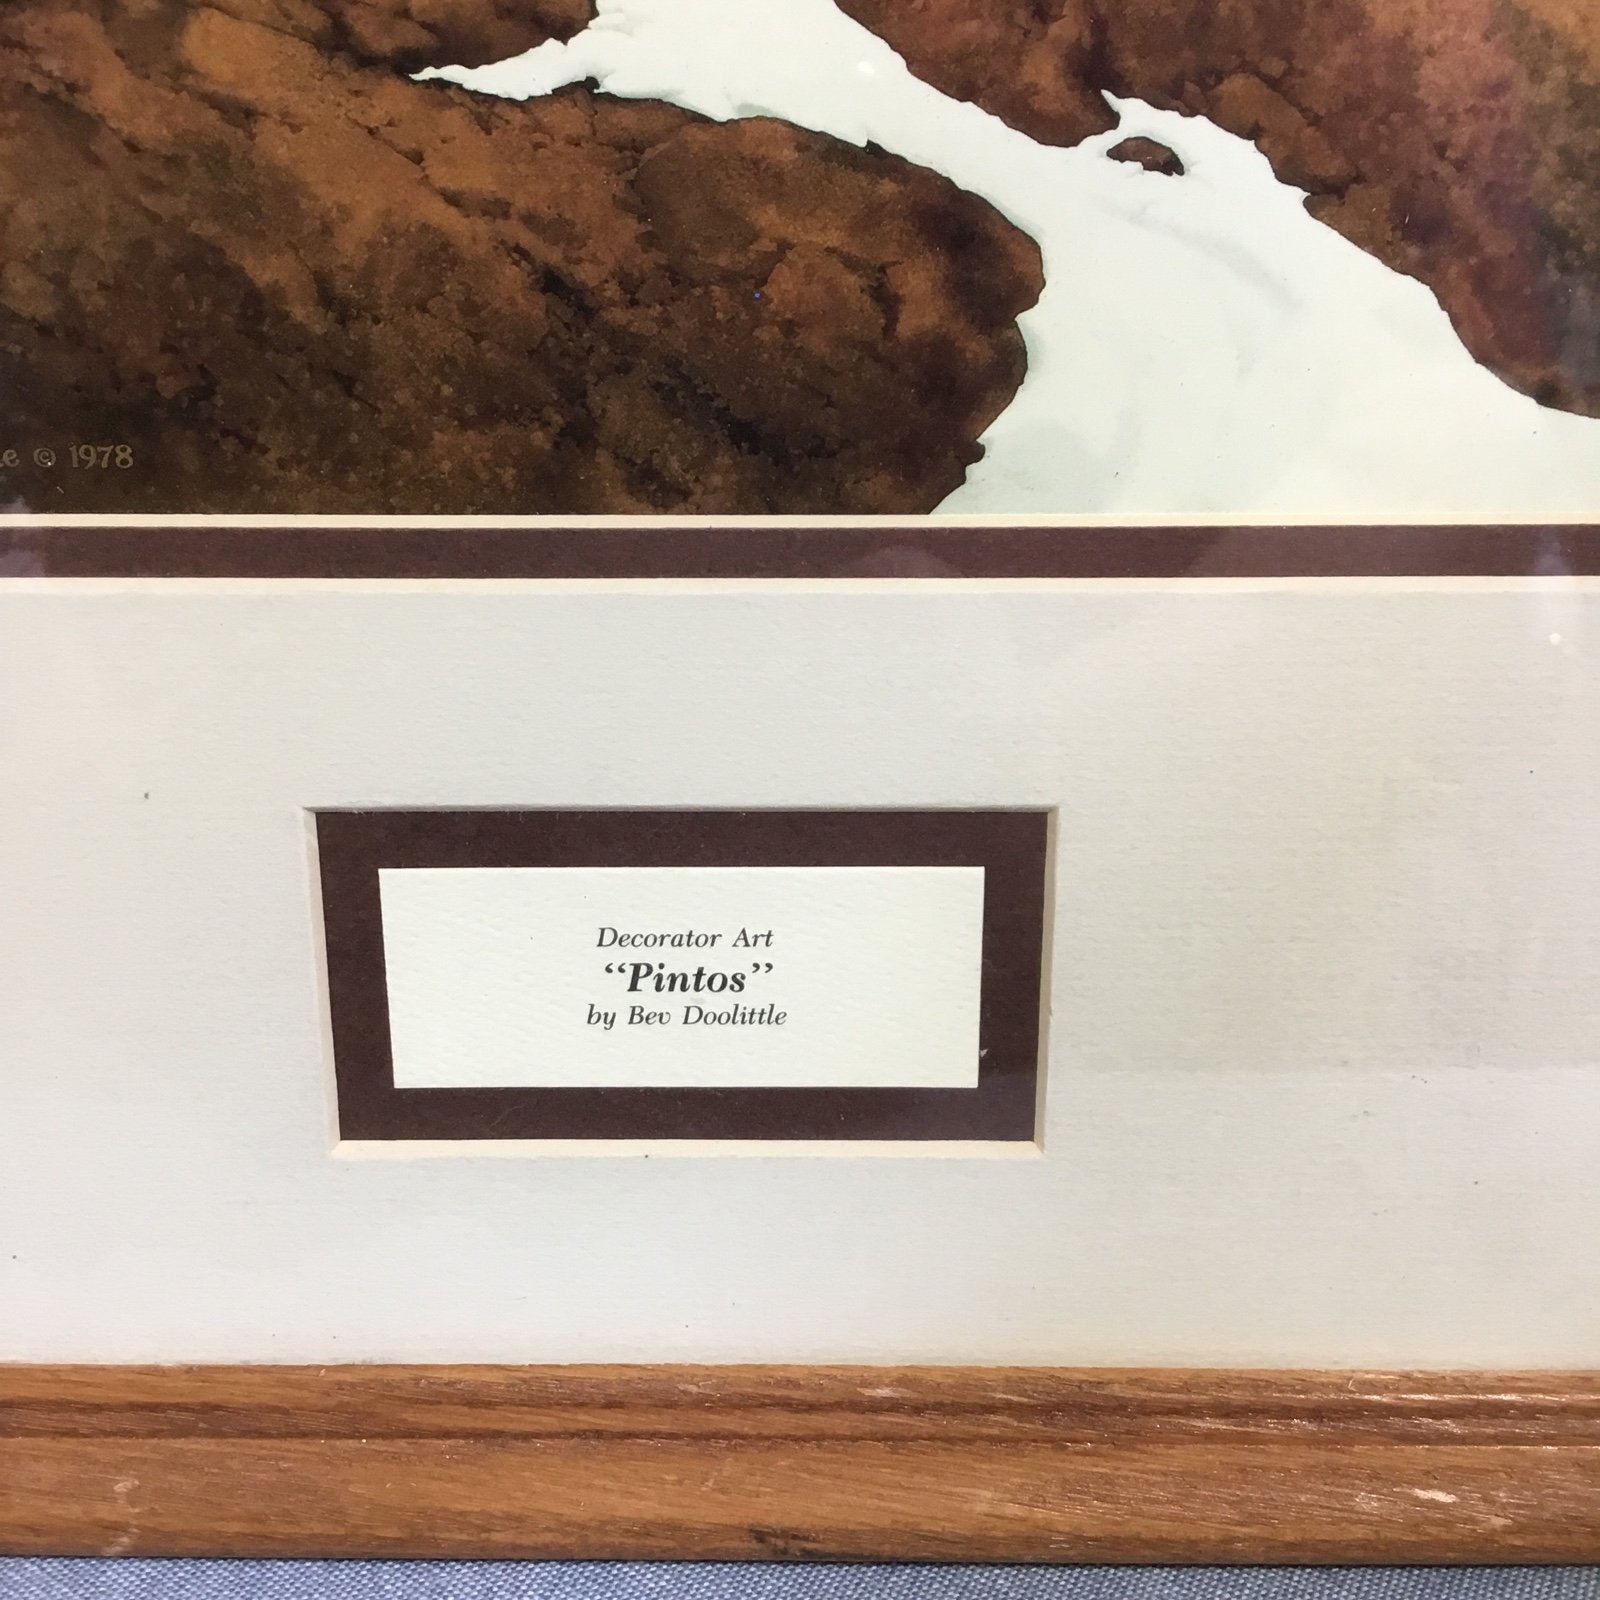 © 1978
Decorator Art
“Pintos”
by Bev Doolittle